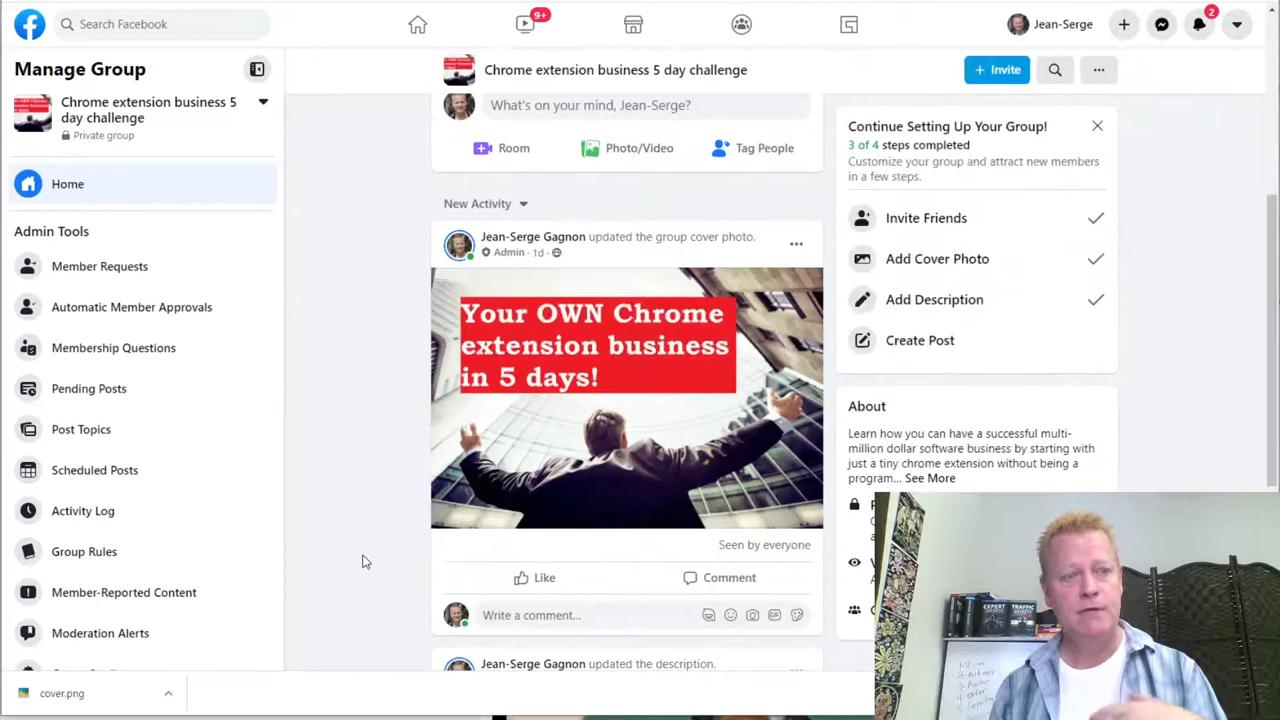 Search Facebook
9+
Jean-Serge
2
Manage Group
Chrome extension business 5
day challenge
Private group
Home
Admin Tools
Member Requests
Automatic Member Approvals
Membership Questions
Pending Posts
Post Topics
Scheduled Posts
Activity Log
Group Rules
Member-Reported Content
Moderation Alerts
Chrome extension business 5 day challenge
+ Invite
What's on your mind, Jean-Serge?
Room
Photo/Video
Tag People
New Activity
Jean-Serge Gagnon updated the group cover photo.
Admin · 1d ·
Your OWN Chrome
extension business
in 5 days!
Seen by everyone
Like
Comment
Write a comment...
GIF
Jean-Serge Gagnon updated the description.
Continue Setting Up Your Group!
3 of 4 steps completed
Customize your group and attract new members
in a few steps.
Invite Friends
Add Cover Photo
Add Description
Create Post
About
Learn how you can have a successful multi-
million dollar software business by starting with
just a tiny chrome extension without being a
program... See More
EXPERT
SECRETS
TRAFFIC
SECRETS
cover.png